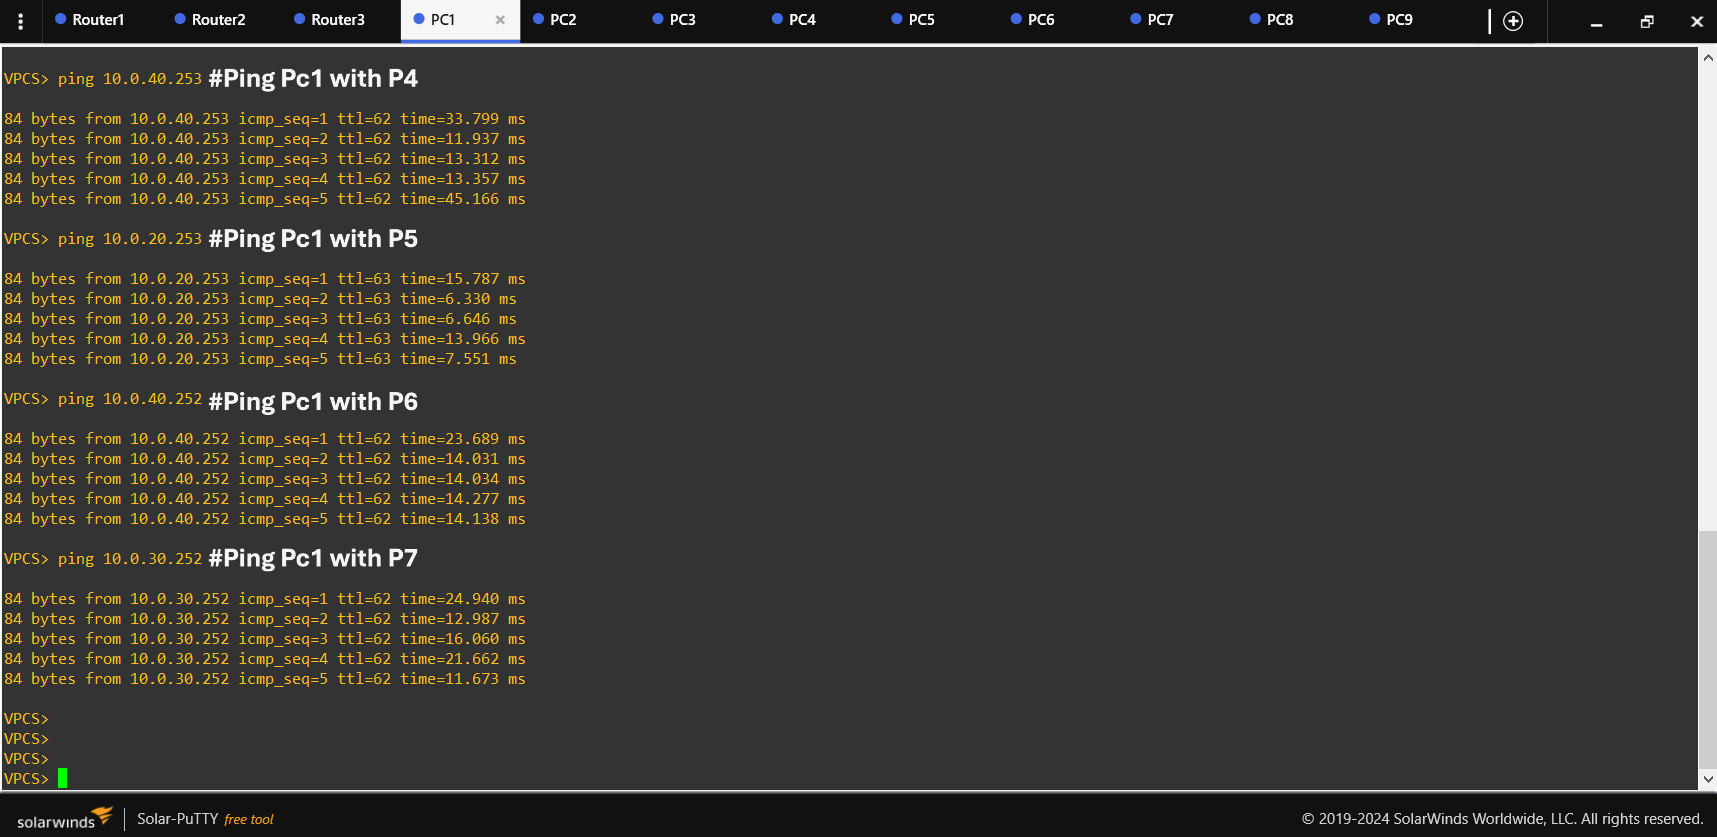 Router1 Router2 Router3 PC1 PC2 PC3 PC4 PC5 PC6 PC7 PC8 PC9
VPCS> ping 10.0.40.253 #Ping Pc1 with P4
84 bytes from 10.0.40.253 icmp_seq=1 ttl=62 time=33.799 ms
84 bytes from 10.0.40.253 icmp_seq=2 ttl=62 time=11.937 ms
84 bytes from 10.0.40.253 icmp_seq=3 ttl=62 time=13.312 ms
84 bytes from 10.0.40.253 icmp_seq=4 ttl=62 time=13.357 ms
84 bytes from 10.0.40.253 icmp_seq=5 ttl=62 time=45.166 ms
VPCS> ping 10.0.20.253 #Ping Pc1 with P5
84 bytes from 10.0.20.253 icmp_seq=1 ttl=63 time=15.787 ms
84 bytes from 10.0.20.253 icmp_seq=2 ttl=63 time=6.330 ms
84 bytes from 10.0.20.253 icmp_seq=3 ttl=63 time=6.646 ms
84 bytes from 10.0.20.253 icmp_seq=4 ttl=63 time=13.966 ms
84 bytes from 10.0.20.253 icmp_seq=5 ttl=63 time=7.551 ms
VPCS> ping 10.0.40.252 #Ping Pc1 with P6
84 bytes from 10.0.40.252 icmp_seq=1 ttl=62 time=23.689 ms
84 bytes from 10.0.40.252 icmp_seq=2 ttl=62 time=14.031 ms
84 bytes from 10.0.40.252 icmp_seq=3 ttl=62 time=14.034 ms
84 bytes from 10.0.40.252 icmp_seq=4 ttl=62 time=14.277 ms
84 bytes from 10.0.40.252 icmp_seq=5 ttl=62 time=14.138 ms
VPCS> ping 10.0.30.252 #Ping Pc1 with P7
84 bytes from 10.0.30.252 icmp_seq=1 ttl=62 time=24.940 ms
84 bytes from 10.0.30.252 icmp_seq=2 ttl=62 time=12.987 ms
84 bytes from 10.0.30.252 icmp_seq=3 ttl=62 time=16.060 ms
84 bytes from 10.0.30.252 icmp_seq=4 ttl=62 time=21.662 ms
84 bytes from 10.0.30.252 icmp_seq=5 ttl=62 time=11.673 ms
VPCS>
VPCS>
VPCS>
VPCS>
solarwinds Solar-PuTTY free tool © 2019-2024 SolarWinds Worldwide, LLC. All rights reserved.